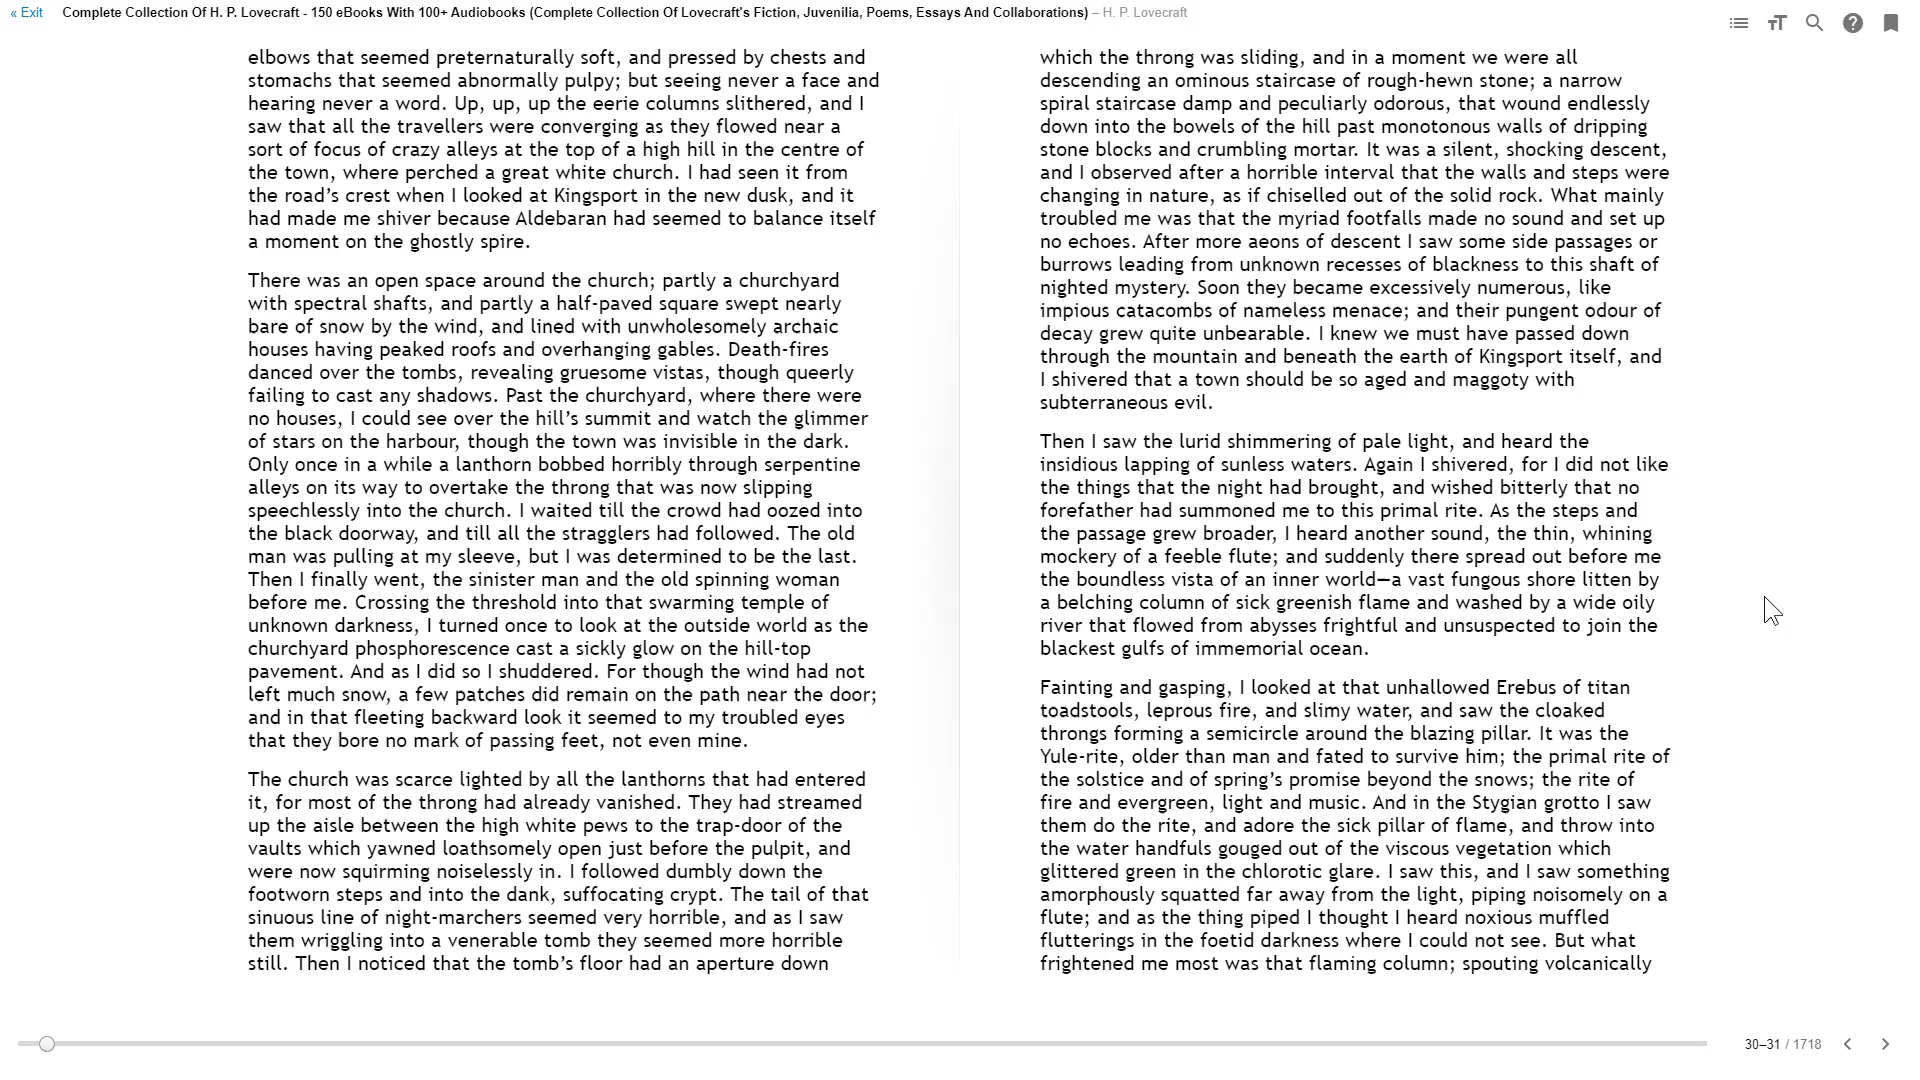 « Exit Complete Collection Of H. P. Lovecraft - 150 eBooks With 100+ Audiobooks (Complete Collection Of Lovecraft's Fiction, Juvenilia, Poems, Essays And Collaborations) – H. P. Lovecraft
elbows that seemed preternaturally soft, and pressed by chests and
stomachs that seemed abnormally pulpy; but seeing never a face and
hearing never a word. Up, up, up the eerie columns slithered, and I
saw that all the travellers were converging as they flowed near a
sort of focus of crazy alleys at the top of a high hill in the centre of
the town, where perched a great white church. I had seen it from
the road’s crest when I looked at Kingsport in the new dusk, and it
had made me shiver because Aldebaran had seemed to balance itself
a moment on the ghostly spire.
There was an open space around the church; partly a churchyard
with spectral shafts, and partly a half-paved square swept nearly
bare of snow by the wind, and lined with unwholesomely archaic
houses having peaked roofs and overhanging gables. Death-fires
danced over the tombs, revealing gruesome vistas, though queerly
failing to cast any shadows. Past the churchyard, where there were
no houses, I could see over the hill’s summit and watch the glimmer
of stars on the harbour, though the town was invisible in the dark.
Only once in a while a lanthorn bobbed horribly through serpentine
alleys on its way to overtake the throng that was now slipping
speechlessly into the church. I waited till the crowd had oozed into
the black doorway, and till all the stragglers had followed. The old
man was pulling at my sleeve, but I was determined to be the last.
Then I finally went, the sinister man and the old spinning woman
before me. Crossing the threshold into that swarming temple of
unknown darkness, I turned once to look at the outside world as the
churchyard phosphorescence cast a sickly glow on the hill-top
pavement. And as I did so I shuddered. For though the wind had not
left much snow, a few patches did remain on the path near the door;
and in that fleeting backward look it seemed to my troubled eyes
that they bore no mark of passing feet, not even mine.
The church was scarce lighted by all the lanthorns that had entered
it, for most of the throng had already vanished. They had streamed
up the aisle between the high white pews to the trap-door of the
vaults which yawned loathsomely open just before the pulpit, and
were now squirming noiselessly in. I followed dumbly down the
footworn steps and into the dank, suffocating crypt. The tail of that
sinuous line of night-marchers seemed very horrible, and as I saw
them wriggling into a venerable tomb they seemed more horrible
still. Then I noticed that the tomb’s floor had an aperture down
which the throng was sliding, and in a moment we were all
descending an ominous staircase of rough-hewn stone; a narrow
spiral staircase damp and peculiarly odorous, that wound endlessly
down into the bowels of the hill past monotonous walls of dripping
stone blocks and crumbling mortar. It was a silent, shocking descent,
and I observed after a horrible interval that the walls and steps were
changing in nature, as if chiselled out of the solid rock. What mainly
troubled me was that the myriad footfalls made no sound and set up
no echoes. After more aeons of descent I saw some side passages or
burrows leading from unknown recesses of blackness to this shaft of
nighted mystery. Soon they became excessively numerous, like
impious catacombs of nameless menace; and their pungent odour of
decay grew quite unbearable. I knew we must have passed down
through the mountain and beneath the earth of Kingsport itself, and
I shivered that a town should be so aged and maggoty with
subterraneous evil.
Then I saw the lurid shimmering of pale light, and heard the
insidious lapping of sunless waters. Again I shivered, for I did not like
the things that the night had brought, and wished bitterly that no
forefather had summoned me to this primal rite. As the steps and
the passage grew broader, I heard another sound, the thin, whining
mockery of a feeble flute; and suddenly there spread out before me
the boundless vista of an inner world—a vast fungous shore litten by
a belching column of sick greenish flame and washed by a wide oily
river that flowed from abysses frightful and unsuspected to join the
blackest gulfs of immemorial ocean.
Fainting and gasping, I looked at that unhallowed Erebus of titan
toadstools, leprous fire, and slimy water, and saw the cloaked
throngs forming a semicircle around the blazing pillar. It was the
Yule-rite, older than man and fated to survive him; the primal rite of
the solstice and of spring’s promise beyond the snows; the rite of
fire and evergreen, light and music. And in the Stygian grotto I saw
them do the rite, and adore the sick pillar of flame, and throw into
the water handfuls gouged out of the viscous vegetation which
glittered green in the chlorotic glare. I saw this, and I saw something
amorphously squatted far away from the light, piping noisomely on a
flute; and as the thing piped I thought I heard noxious muffled
flutterings in the foetid darkness where I could not see. But what
frightened me most was that flaming column; spouting volcanically
30–31 / 1718